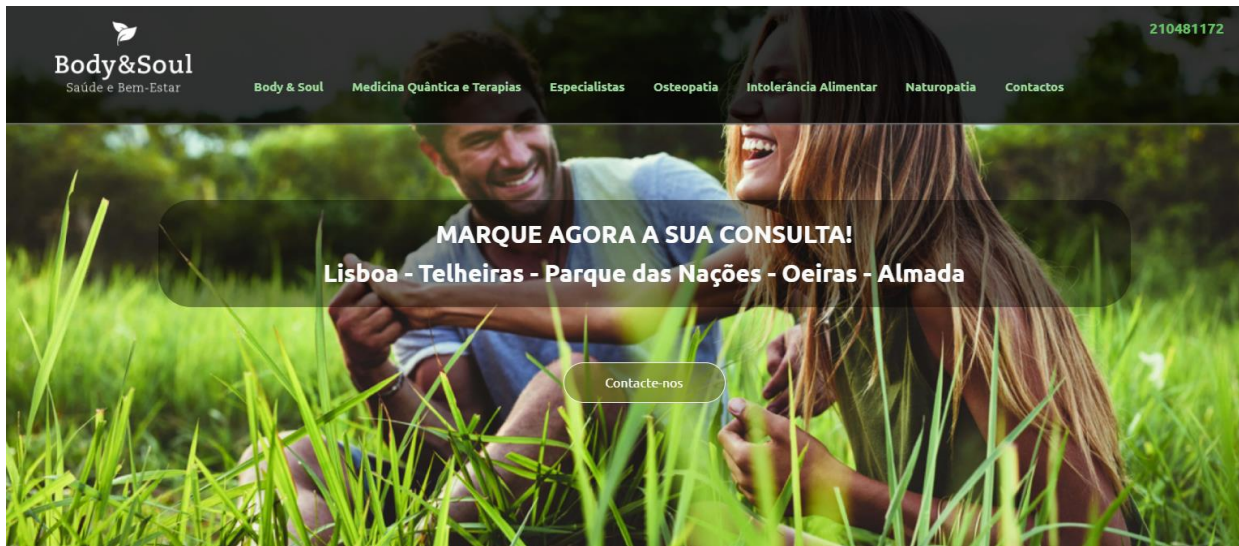 210481172
Body&Soul
Saúde e Bem-Estar
Body & Soul Medicina Quântica e Terapias Especialistas Osteopatia Intolerância Alimentar Naturopatia Contactos
MARQUE AGORA A SUA CONSULTA!
Lisboa - Telheiras - Parque das Nações - Oeiras - Almada
Contacte-nos